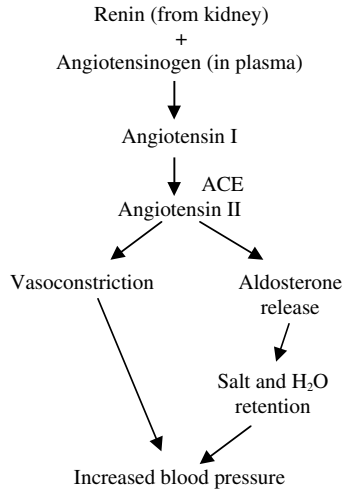 Renin (from kidney)
+
Angiotensinogen (in plasma)
Angiotensin I
ACE
Angiotensin II
Vasoconstriction
Aldosterone
release
Salt and H₂O
retention
Increased blood pressure